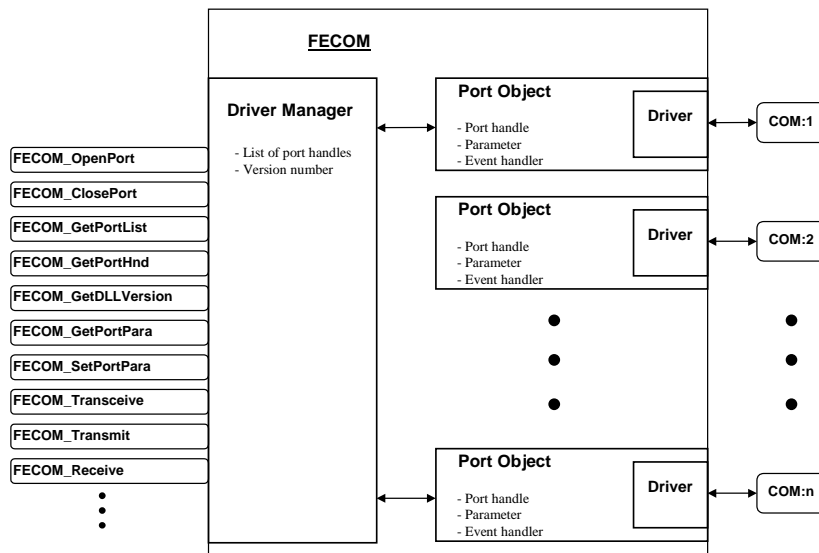 FECOM
Driver Manager
- List of port handles
- Version number
FECOM_OpenPort
FECOM_ClosePort
FECOM_GetPortList
FECOM_GetPortHnd
FECOM_GetDLLVersion
FECOM_GetPortPara
FECOM_SetPortPara
FECOM_Transceive
FECOM_Transmit
FECOM_Receive
Port Object
- Port handle
- Parameter
- Event handler
Driver
COM:1
Port Object
- Port handle
- Parameter
- Event handler
Driver
COM:2
Port Object
- Port handle
- Parameter
- Event handler
Driver
COM:n